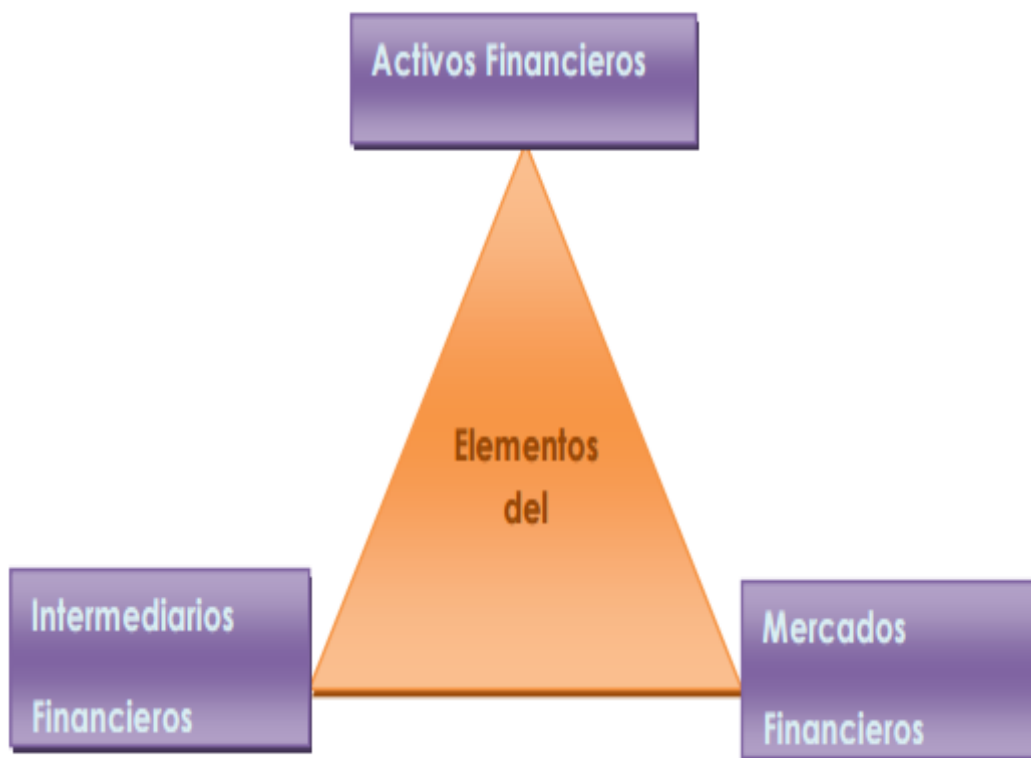 Activos Financieros
Elementos
del
Intermediarios
Financieros
Mercados
Financieros